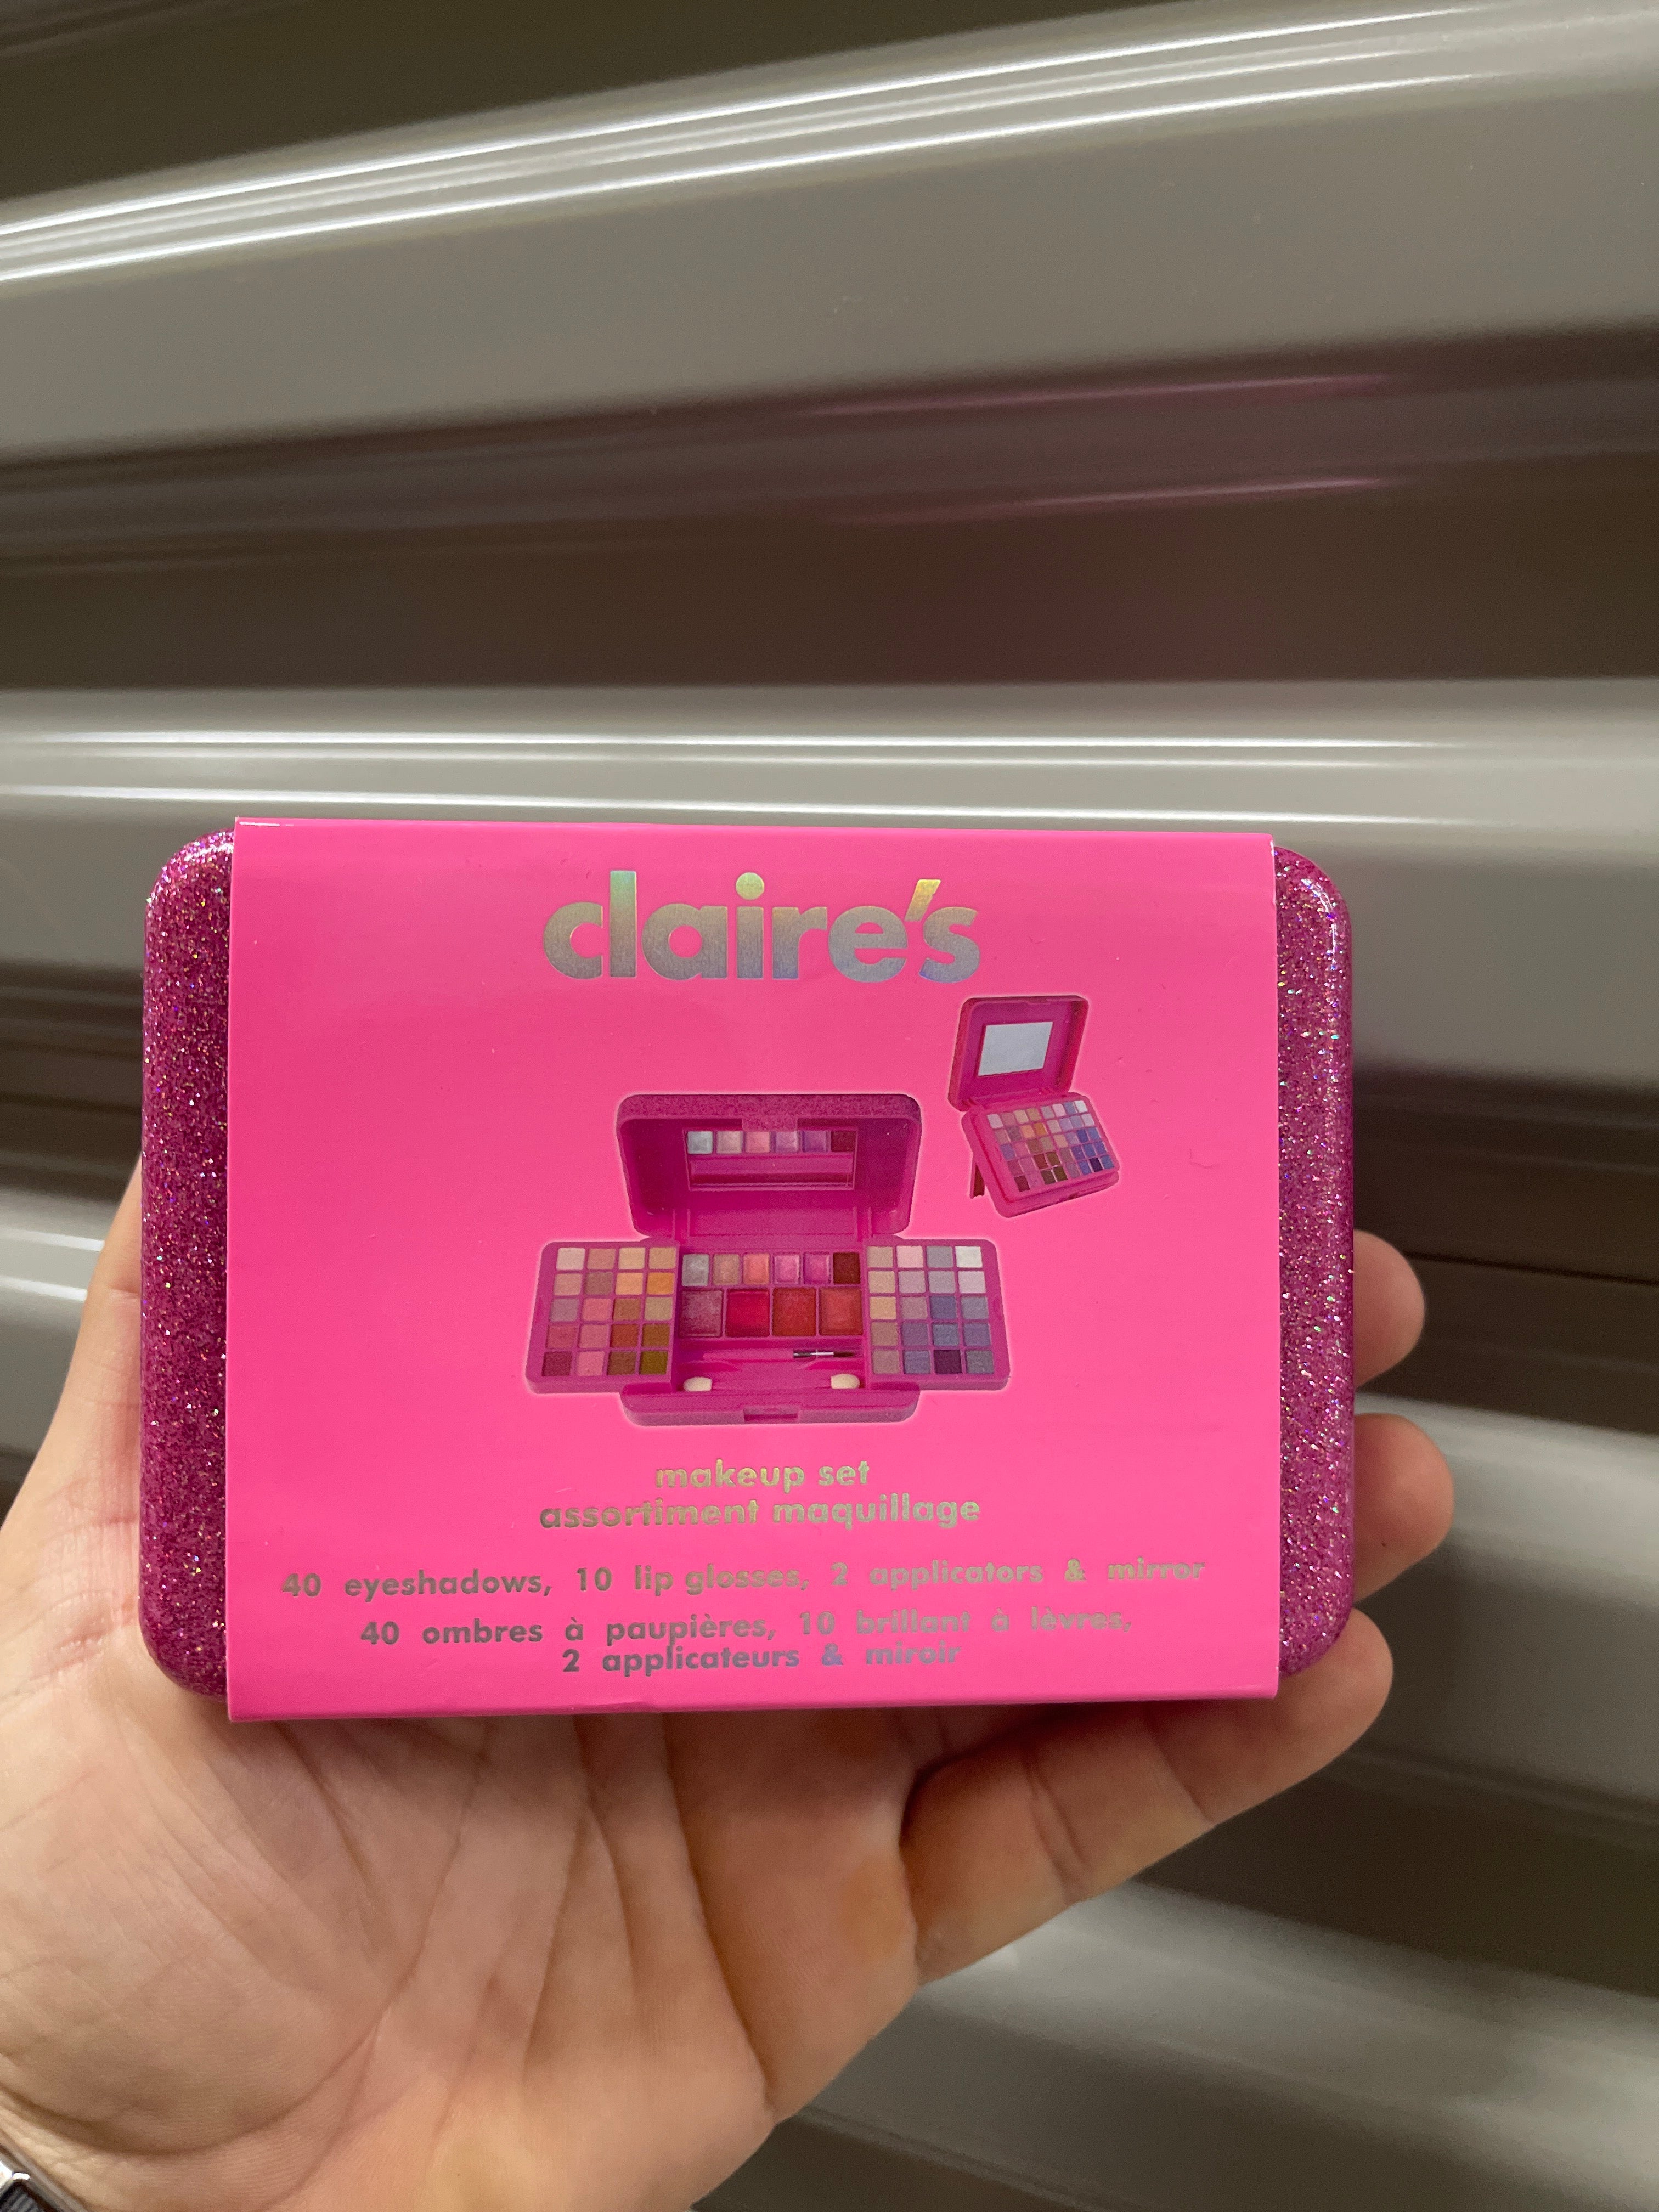 claire's
makeup set
assortiment maquillage
40 eyeshadows, 10 lip glosses, 2 applicators & mirror
40 ombres à paupières, 10 brillant à lèvres,
2 applicateurs & miroir